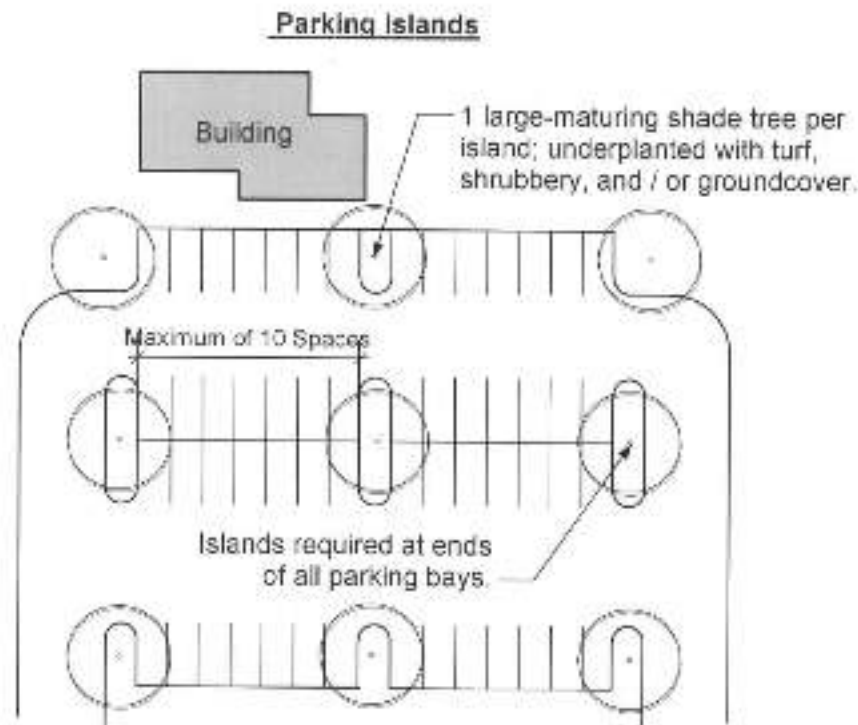 Parking Islands
Building
1 large-maturing shade tree per
island; underplanted with turf,
shrubbery, and / or groundcover.
Maximum of 10 Spaces
Islands required at ends
of all parking bays.